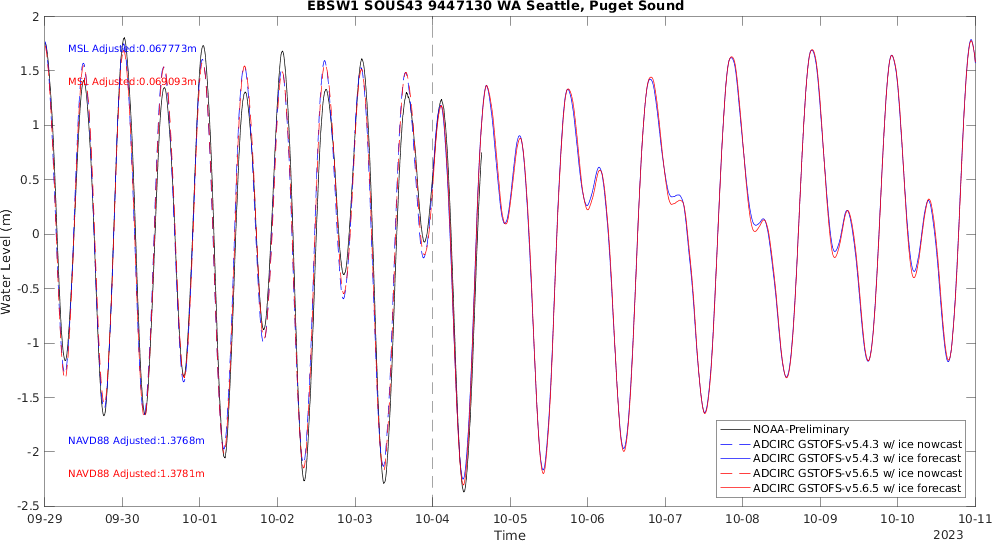 EBSW1 SOUS43 9447130 WA Seattle, Puget Sound
2
1.5
1
0.5
0
-0.5
-1
-1.5
-2
-2.5
Water Level (m)
MSL Adjusted:0.067773m
MSL Adjusted:0.069093m
NAVD88 Adjusted:1.3768m
NAVD88 Adjusted:1.3781m
NOAA-Preliminary
ADCIRC GSTOFS-v5.4.3 w/ ice nowcast
ADCIRC GSTOFS-v5.4.3 w/ ice forecast
ADCIRC GSTOFS-v5.6.5 w/ ice nowcast
ADCIRC GSTOFS-v5.6.5 w/ ice forecast
09-29 09-30 10-01 10-02 10-03 10-04 10-05 10-06 10-07 10-08 10-09 10-10 10-11
Time
2023